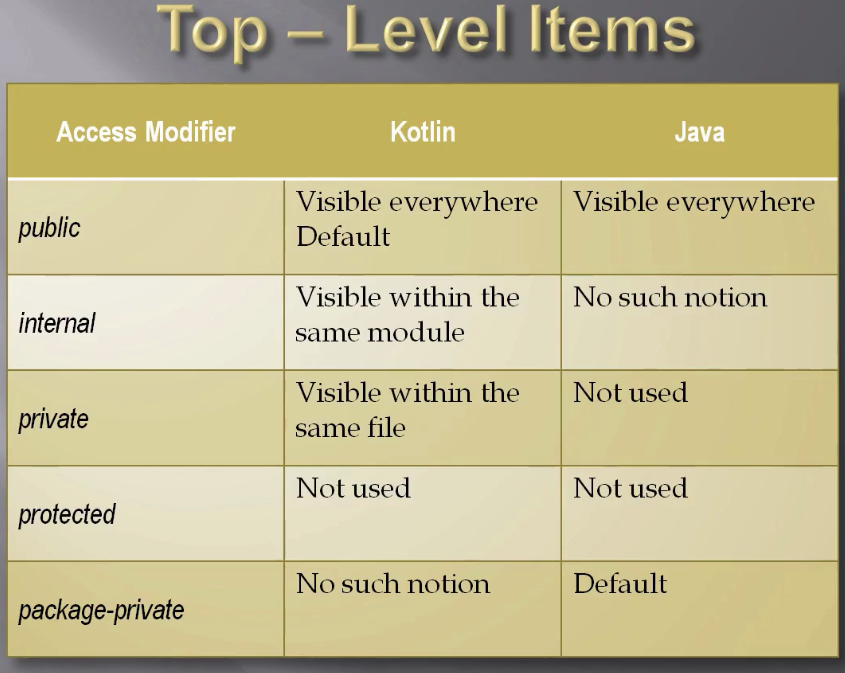 Top – Level Items
Access Modifier Kotlin Java
public
Visible everywhere
Default
Visible everywhere
internal
Visible within the
same module
No such notion
private
Visible within the
same file
Not used
protected
Not used
Not used
package-private
No such notion
Default